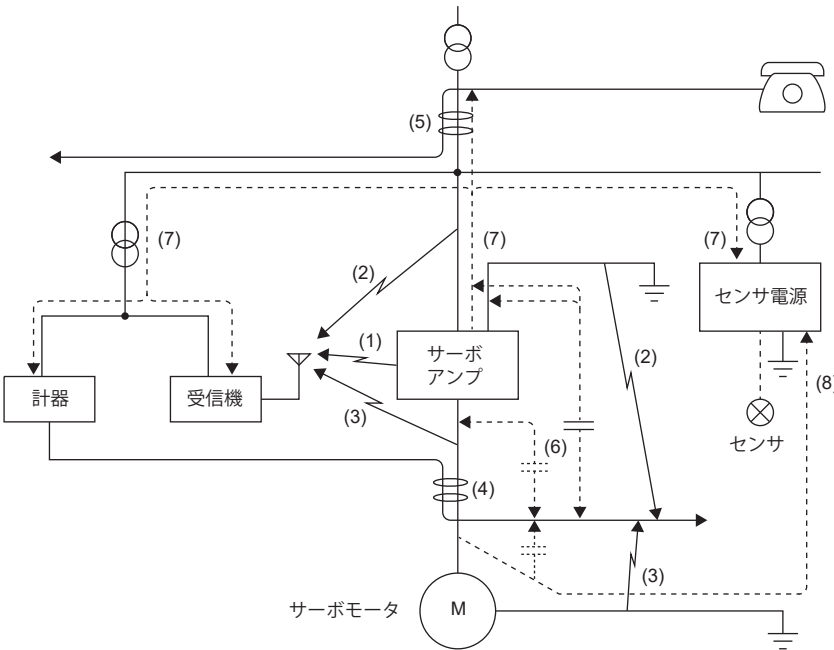 (5)
(7)
(7)
(7)
(2)
センサ電源
(1)
サーボ
アンプ
(2)
計器
受信機
(3)
(8)
(6)
センサ
(4)
(3)
サーボモータ
M